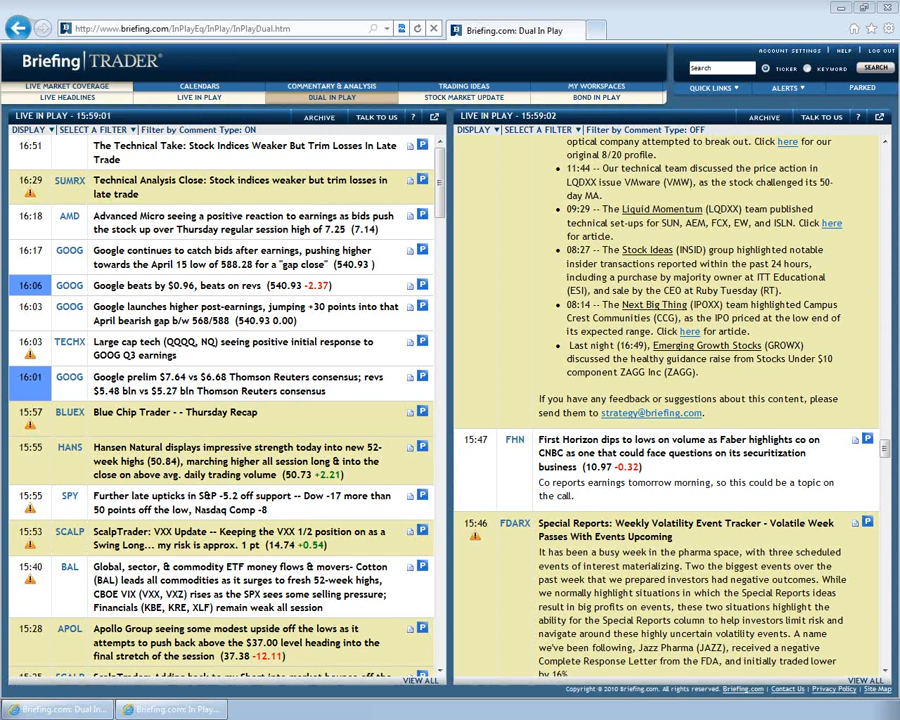 http://www.briefing.com/InPlayEq/InPlay/InPlayDual.htm
Briefing.com: Dual In Play
Briefing TRADER®
ACCOUNT SETTINGS | HELP | LOG OUT
Search TICKER KEYWORD SEARCH
LIVE MARKET COVERAGE CALENDARS COMMENTARY & ANALYSIS TRADING IDEAS MY WORKSPACES QUICK LINKS ALERTS PARKED
LIVE HEADLINES LIVE IN PLAY DUAL IN PLAY STOCK MARKET UPDATE BOND IN PLAY
LIVE IN PLAY - 15:59:01 ARCHIVE TALK TO US ?
DISPLAY SELECT A FILTER Filter by Comment Type: ON
16:51 The Technical Take: Stock Indices Weaker But Trim Losses In Late
Trade
16:29 SUMRX Technical Analysis Close: Stock indices weaker but trim losses in
late trade
16:18 AMD Advanced Micro seeing a positive reaction to earnings as bids push
the stock up over Thursday regular session high of 7.25 (7.14)
16:17 GOOG Google continues to catch bids after earnings, pushing higher
towards the April 15 low of 588.28 for a "gap close" (540.93 )
16:06 GOOG Google beats by $0.96, beats on revs (540.93 -2.37)
16:03 GOOG Google launches higher post-earnings, jumping +30 points into that
April bearish gap b/w 568/588 (540.93 0.00)
16:03 TECHX Large cap tech (QQQQ, NQ) seeing positive initial response to
GOOG Q3 earnings
16:01 GOOG Google prelim $7.64 vs $6.68 Thomson Reuters consensus; revs
$5.48 bln vs $5.27 bln Thomson Reuters consensus
15:57 BLUEX Blue Chip Trader - - Thursday Recap
15:55 HANS Hansen Natural displays impressive strength today into new 52-
week highs (50.84), marching higher all session long & into the
close on above avg. daily trading volume (50.73 +2.21)
15:55 SPY Further late upticks in S&P -5.2 off support -- Dow -17 more than
50 points off the low, Nasdaq Comp -8
15:53 SCALP ScalpTrader: VXX Update -- Keeping the VXX 1/2 position on as a
Swing Long... my risk is approx. 1 pt (14.74 +0.54)
15:40 BAL Global, sector, & commodity ETF money flows & movers- Cotton
(BAL) leads all commodities as it surges to fresh 52-week highs,
CBOE VIX (VXX, VXZ) rises as the SPX sees some selling pressure;
Financials (KBE, KRE, XLF) remain weak all session
15:28 APOL Apollo Group seeing some modest upside off the lows as it
attempts to push back above the $37.00 level heading into the
final stretch of the session (37.38 -12.11)
VIEW ALL
LIVE IN PLAY - 15:59:02 ARCHIVE TALK TO US ?
DISPLAY SELECT A FILTER Filter by Comment Type: OFF
optical company attempted to break out. Click here for our
original 8/20 profile.
• 11:44 -- Our technical team discussed the price action in
LQDXX issue VMware (VMW), as the stock challenged its 50-
day MA.
• 09:29 -- The Liquid Momentum (LQDXX) team published
technical set-ups for SUN, AEM, FCX, EW, and ISLN. Click here
for article.
• 08:27 -- The Stock Ideas (INSID) group highlighted notable
insider transactions reported within the past 24 hours,
including a purchase by majority owner at ITT Educational
(ESI), and sale by the CEO at Ruby Tuesday (RT).
• 08:14 -- The Next Big Thing (IPOXX) team highlighted Campus
Crest Communities (CCG), as the IPO priced at the low end of
its expected range. Click here for article.
• Last night (16:49), Emerging Growth Stocks (GROWX)
discussed the healthy guidance raise from Stocks Under $10
component ZAGG Inc (ZAGG).
If you have any feedback or suggestions about this content, please
send them to strategy@briefing.com.
15:47 FHN First Horizon dips to lows on volume as Faber highlights co on
CNBC as one that could face questions on its securitization
business (10.97 -0.32)
Co reports earnings tomorrow morning, so this could be a topic on
the call.
15:46 FDARX Special Reports: Weekly Volatility Event Tracker - Volatile Week
Passes With Events Upcoming
It has been a busy week in the pharma space, with three scheduled
events of interest materializing. Two the biggest events over the
past week that we prepared investors had negative outcomes. While
we normally highlight situations in which the Special Reports ideas
result in big profits on events, these two situations highlight the
ability for the Special Reports column to help investors limit risk and
navigate around these highly uncertain volatility events. A name
we've been following, Jazz Pharma (JAZZ), received a negative
Complete Response Letter from the FDA, and initially traded lower
by 16%
VIEW ALL
Copyright © 2010 Briefing.com. All rights reserved. Briefing.com | Contact Us | Privacy Policy | Site Map
Briefing.com: Dual In... Briefing.com: In Play...